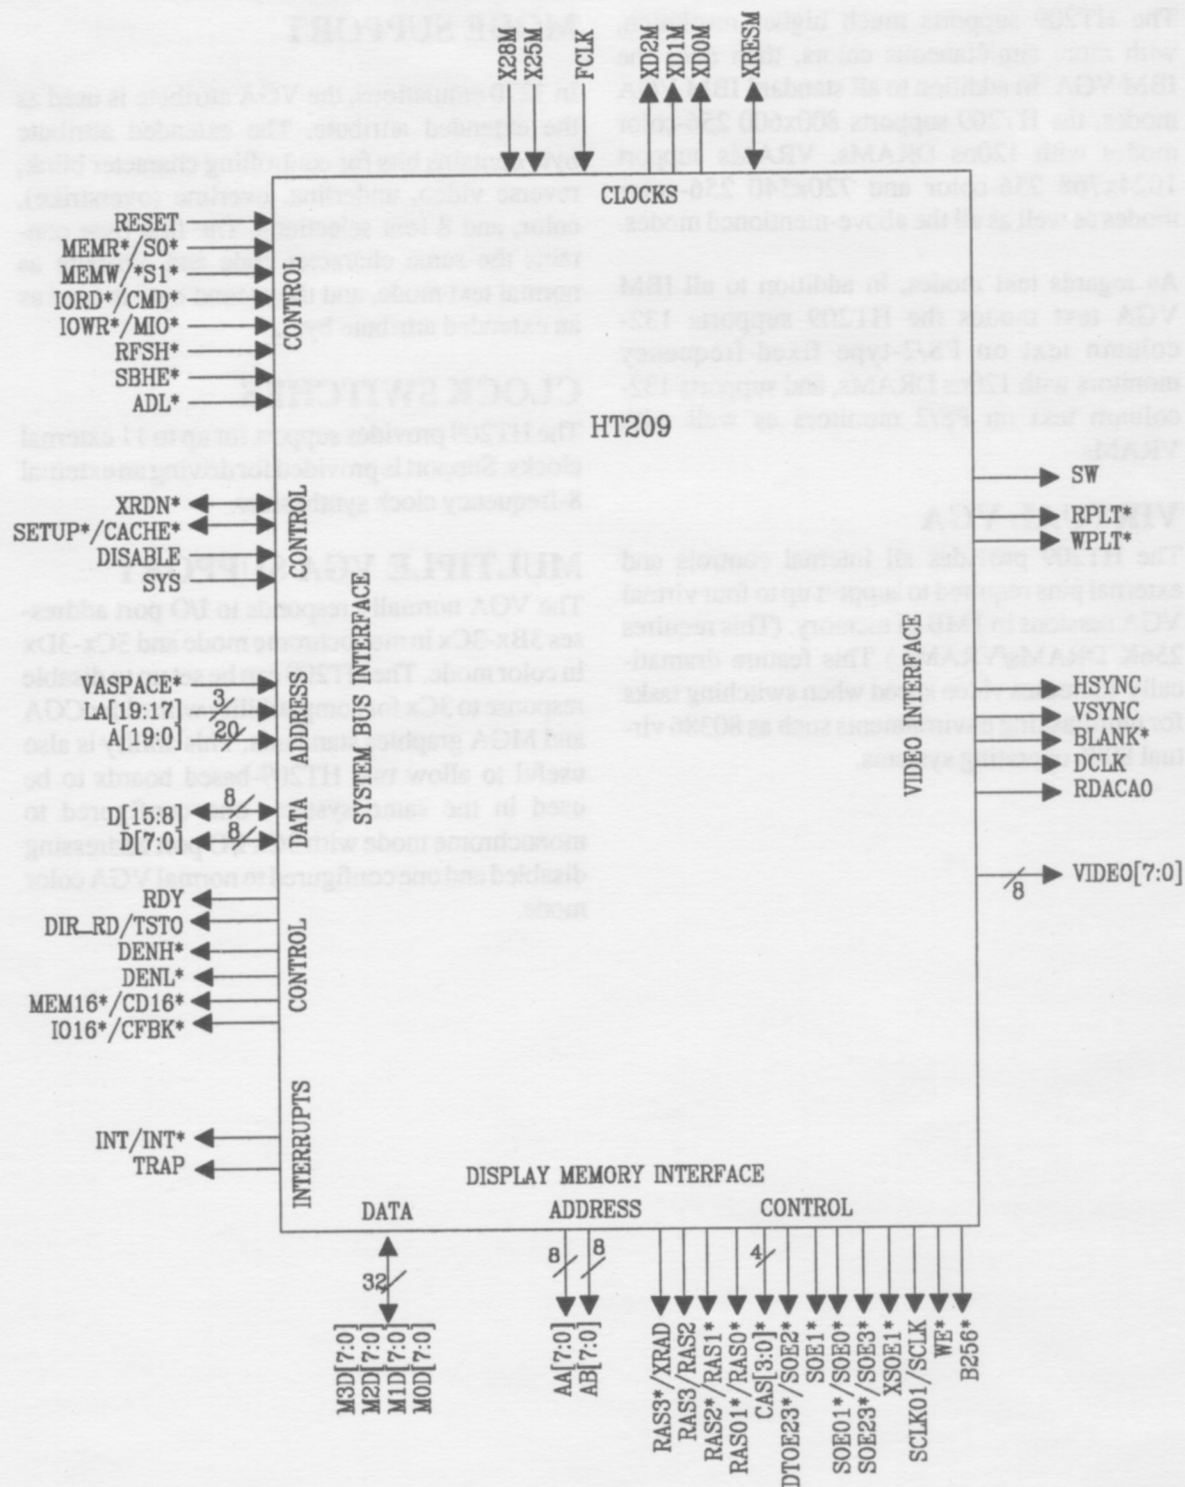 X28M
X25M
FCLK
XD2M
XD1M
XD0M
XRESM
CLOCKS
RESET
MEMR*/S0*
MEMW/*S1*
IORD*/CMD*
IOWR*/MIO*
RFSH*
SBHE*
ADL*
CONTROL
HT209
XRDN*
SETUP*/CACHE*
DISABLE
SYS
CONTROL
SYSTEM BUS INTERFACE
VASPACE*
LA[19:17] 3
A[19:0] 20
ADDRESS
D[15:8] 8
D[7:0] 8
DATA
RDY
DIR_RD/TSTO
DENH*
DENL*
MEM16*/CD16*
IO16*/CFBK*
CONTROL
INT/INT*
TRAP
INTERRUPTS
VIDEO INTERFACE
SW
RPLT*
WPLT*
HSYNC
VSYNC
BLANK*
DCLK
RDACAO
VIDEO[7:0]
8
DISPLAY MEMORY INTERFACE
DATA ADDRESS CONTROL
32
8
8
4
M3D[7:0]
M2D[7:0]
M1D[7:0]
M0D[7:0]
AA[7:0]
AB[7:0]
RAS3*/XRAD
RAS3/RAS2
RAS2*/RAS1*
RAS01*/RAS0*
CAS[3:0]*
DTOE23*/SOE2*
SOE1*
SOE01*/SOE0*
SOE23*/SOE3*
XSOE1*
SCLK01/SCLK
WE*
B256*